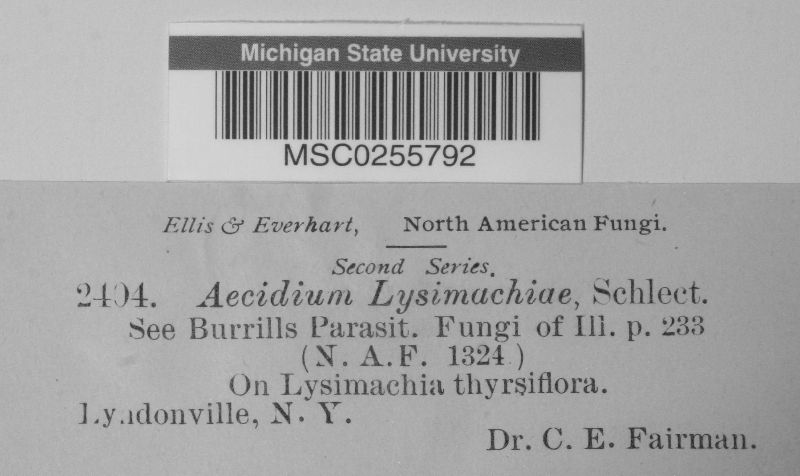 Michigan State University
MSC0255792
Ellis & Everhart, North American Fungi.
Second Series.
2404. Aecidium Lysimachiae, Schlect.
See Burrills Parasit. Fungi of Ill. p. 233
(N. A. F. 1324)
On Lysimachia thyrsiflora.
Lyndonville, N. Y.
Dr. C. E. Fairman.